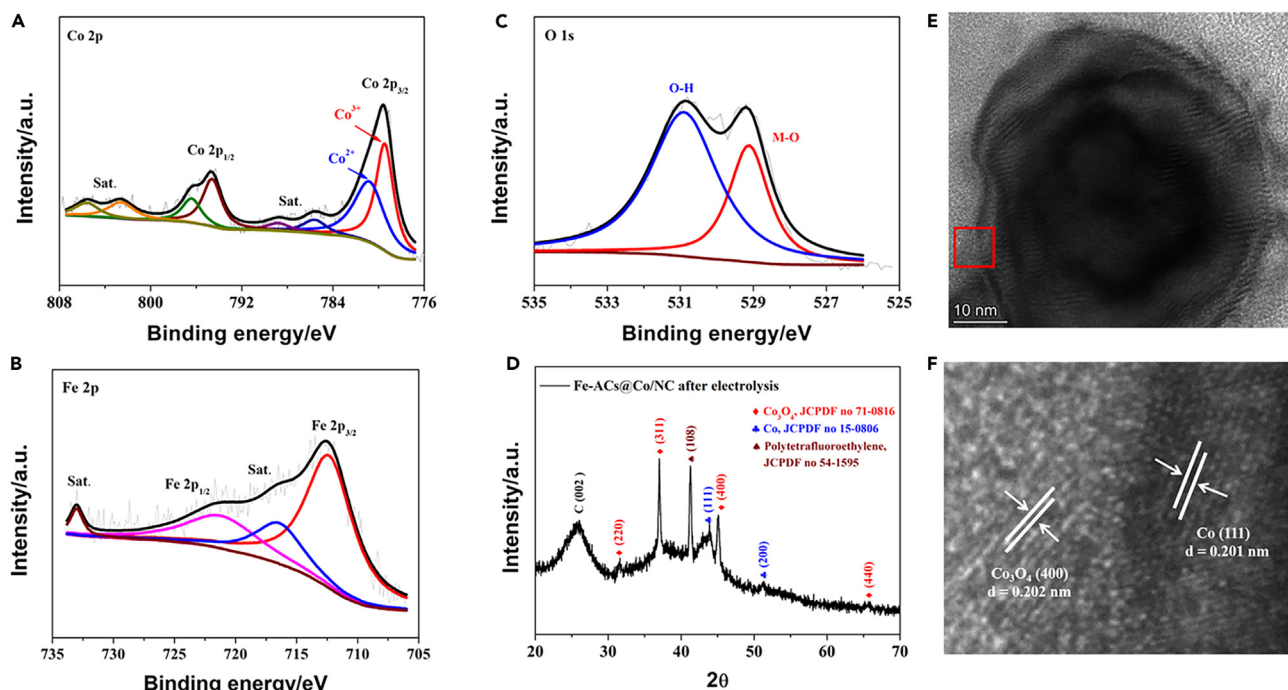 A
Co 2p
Co 2p3/2
Co3+
Co2+
Co 2p1/2
Sat.
Sat.
Intensity/a.u.
808 800 792 784 776
Binding energy/eV
B
Fe 2p
Fe 2p3/2
Sat.
Fe 2p1/2
Sat.
Intensity/a.u.
735 730 725 720 715 710 705
Binding energy/eV
C
O 1s
O-H
M-O
Intensity/a.u.
535 533 531 529 527 525
Binding energy/eV
D
Fe-ACs@Co/NC after electrolysis
♦ Co3O4, JCPDF no 71-0816
♣ Co, JCPDF no 15-0806
♠ Polytetrafluoroethylene,
JCPDF no 54-1595
C (002)
♦ (220)
♦ (311)
♠ (108)
♣ (111)
♦ (400)
♣ (200)
♦ (440)
Intensity/a.u.
20 30 40 50 60 70
2θ
E
10 nm
F
Co3O4 (400)
d = 0.202 nm
Co (111)
d = 0.201 nm